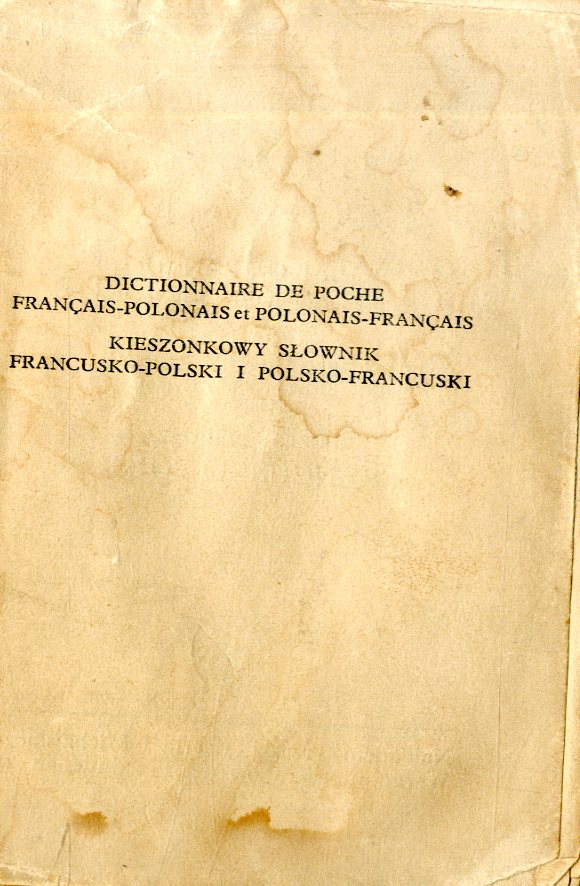 DICTIONNAIRE DE POCHE
FRANÇAIS-POLONAIS et POLONAIS-FRANÇAIS
KIESZONKOWY SŁOWNIK
FRANCUSKO-POLSKI I POLSKO-FRANCUSKI